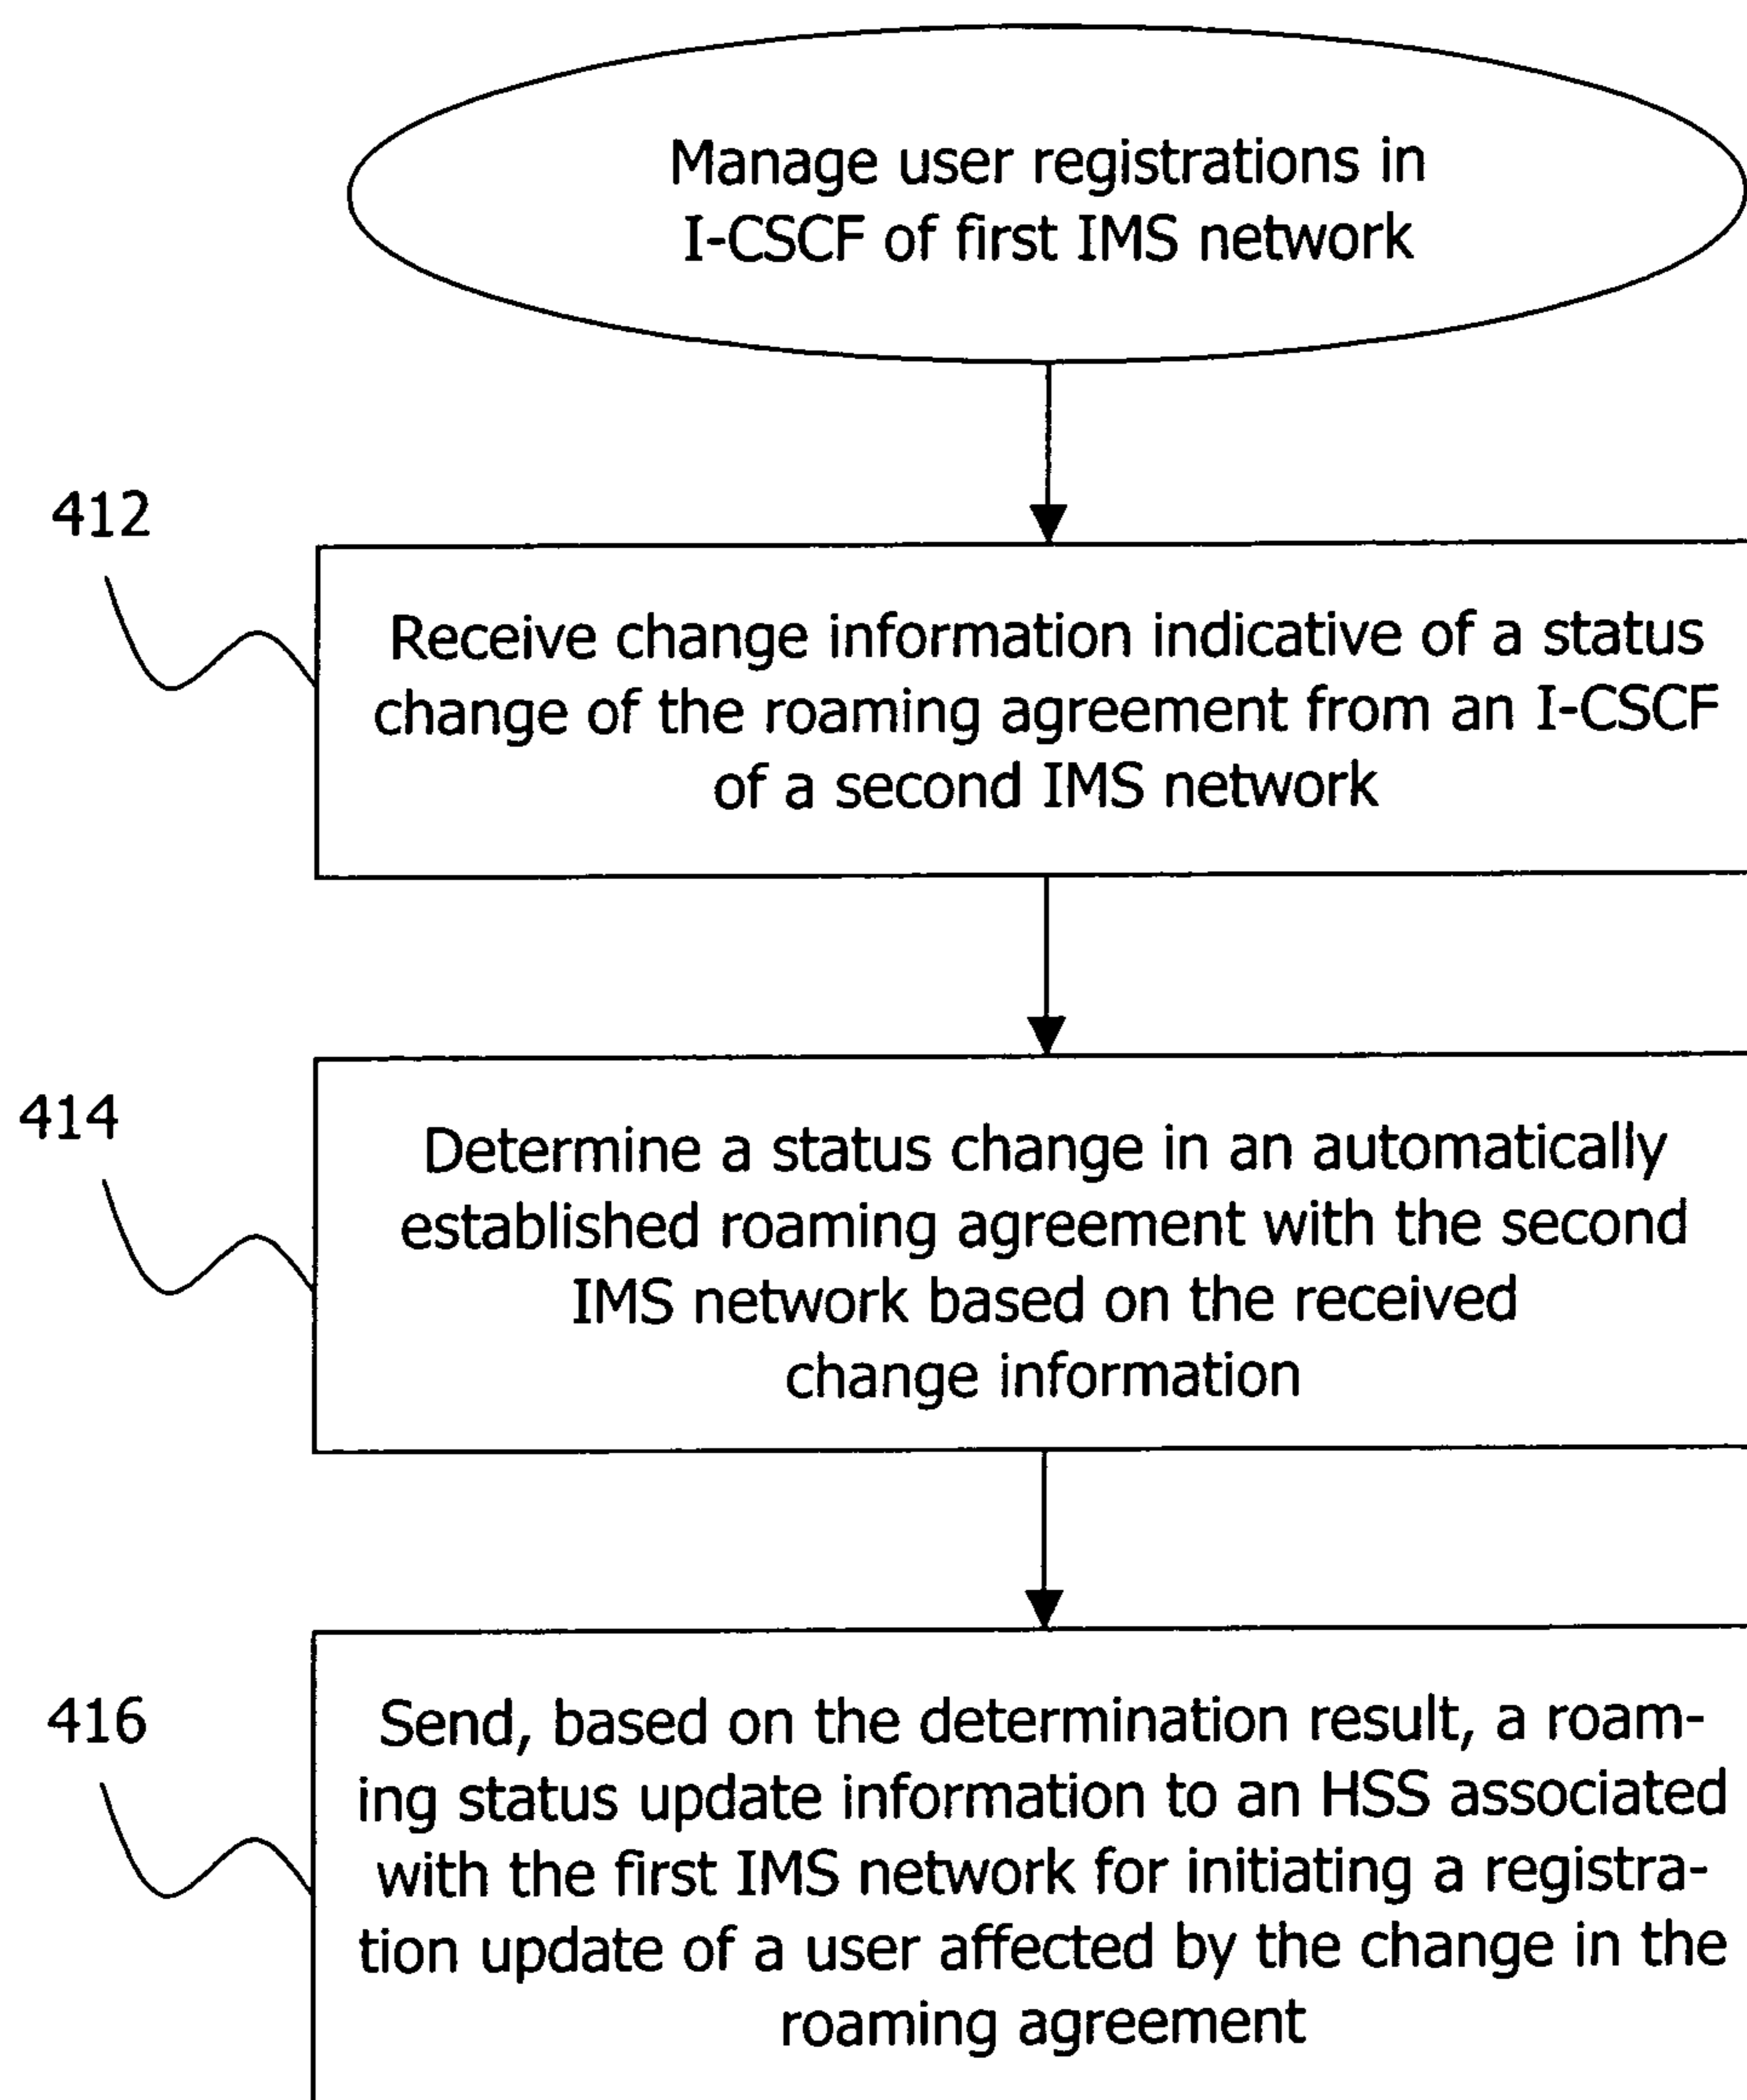 Manage user registrations in
I-CSCF of first IMS network
412
Receive change information indicative of a status
change of the roaming agreement from an I-CSCF
of a second IMS network
414
Determine a status change in an automatically
established roaming agreement with the second
IMS network based on the received
change information
416
Send, based on the determination result, a roam-
ing status update information to an HSS associated
with the first IMS network for initiating a registra-
tion update of a user affected by the change in the
roaming agreement